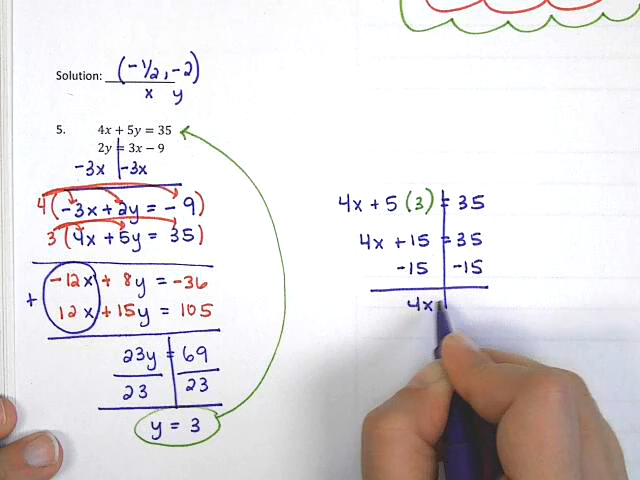 Solution: (-1/2, -2)
x y
5. 4x + 5y = 35
2y = 3x − 9
-3x -3x
4(-3x + 2y = -9)
3(4x + 5y = 35)
-12x + 8y = -36
+ 12x + 15y = 105
23y = 69
23 23
y = 3
4x + 5(3) = 35
4x + 15 = 35
-15 -15
4x